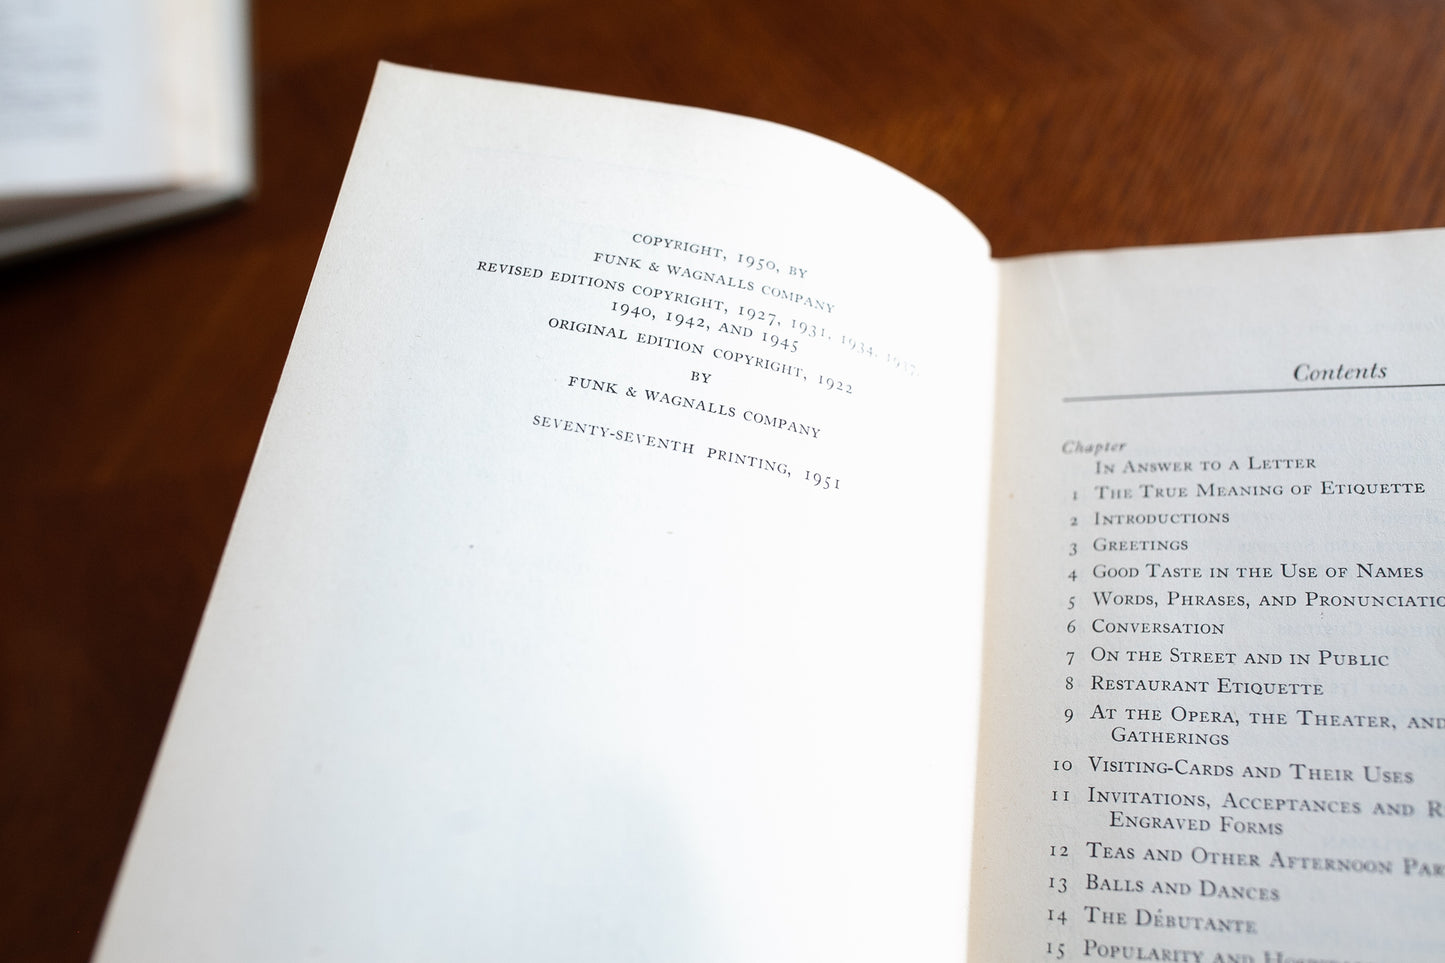 COPYRIGHT, 1950, BY
FUNK & WAGNALLS COMPANY
REVISED EDITIONS COPYRIGHT, 1927, 1931, 1934, 1937,
1940, 1942, AND 1945
ORIGINAL EDITION COPYRIGHT, 1922
BY
FUNK & WAGNALLS COMPANY
SEVENTY-SEVENTH PRINTING, 1951
Contents
Chapter
IN ANSWER TO A LETTER
1 THE TRUE MEANING OF ETIQUETTE
2 INTRODUCTIONS
3 GREETINGS
4 GOOD TASTE IN THE USE OF NAMES
5 WORDS, PHRASES, AND PRONUNCIATIO
6 CONVERSATION
7 ON THE STREET AND IN PUBLIC
8 RESTAURANT ETIQUETTE
9 AT THE OPERA, THE THEATER, AND
GATHERINGS
10 VISITING-CARDS AND THEIR USES
11 INVITATIONS, ACCEPTANCES AND R
ENGRAVED FORMS
12 TEAS AND OTHER AFTERNOON PAR
13 BALLS AND DANCES
14 THE DÉBUTANTE
15 POPULARITY AND